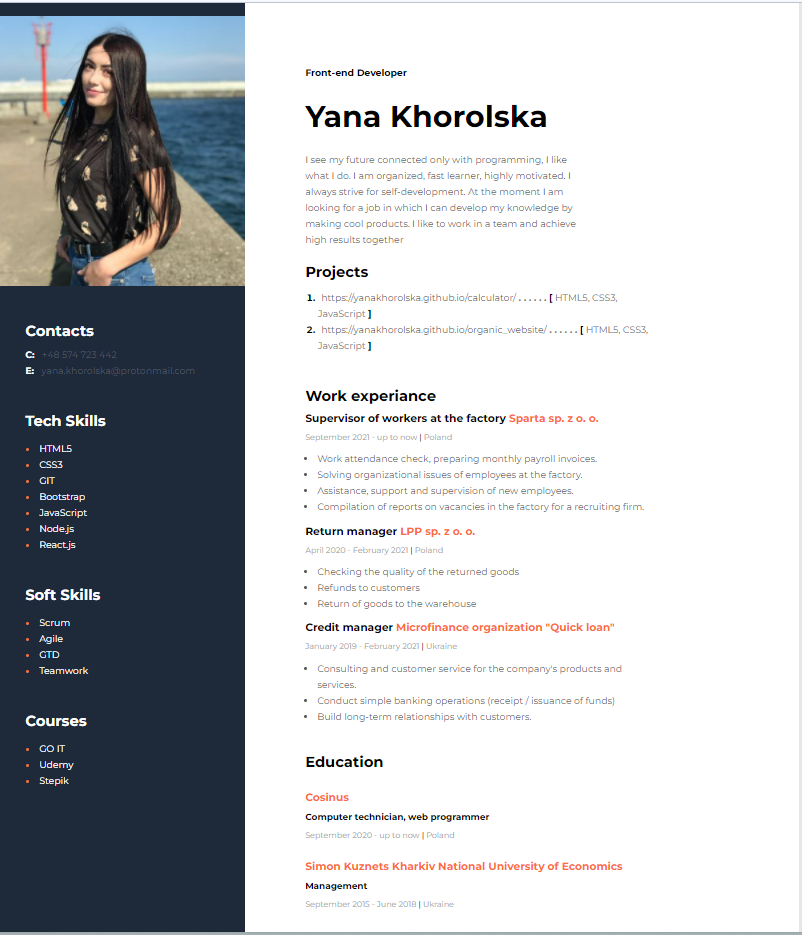 Contacts
C: +48 574 723 442
E: yana.khorolska@protonmail.com
Tech Skills
HTML5
CSS3
GIT
Bootstrap
JavaScript
Node.js
React.js
Soft Skills
Scrum
Agile
GTD
Teamwork
Courses
GO IT
Udemy
Stepik
Front-end Developer
Yana Khorolska
I see my future connected only with programming, I like
what I do. I am organized, fast learner, highly motivated. I
always strive for self-development. At the moment I am
looking for a job in which I can develop my knowledge by
making cool products. I like to work in a team and achieve
high results together
Projects
1. https://yanakhorolska.github.io/calculator/ . . . . . . [ HTML5, CSS3,
JavaScript ]
2. https://yanakhorolska.github.io/organic_website/ . . . . . . [ HTML5, CSS3,
JavaScript ]
Work experiance
Supervisor of workers at the factory Sparta sp. z o. o.
September 2021 - up to now | Poland
Work attendance check, preparing monthly payroll invoices.
Solving organizational issues of employees at the factory.
Assistance, support and supervision of new employees.
Compilation of reports on vacancies in the factory for a recruiting firm.
Return manager LPP sp. z o. o.
April 2020 - February 2021 | Poland
Checking the quality of the returned goods
Refunds to customers
Return of goods to the warehouse
Credit manager Microfinance organization "Quick loan"
January 2019 - February 2021 | Ukraine
Consulting and customer service for the company's products and
services.
Conduct simple banking operations (receipt / issuance of funds)
Build long-term relationships with customers.
Education
Cosinus
Computer technician, web programmer
September 2020 - up to now | Poland
Simon Kuznets Kharkiv National University of Economics
Management
September 2015 - June 2018 | Ukraine